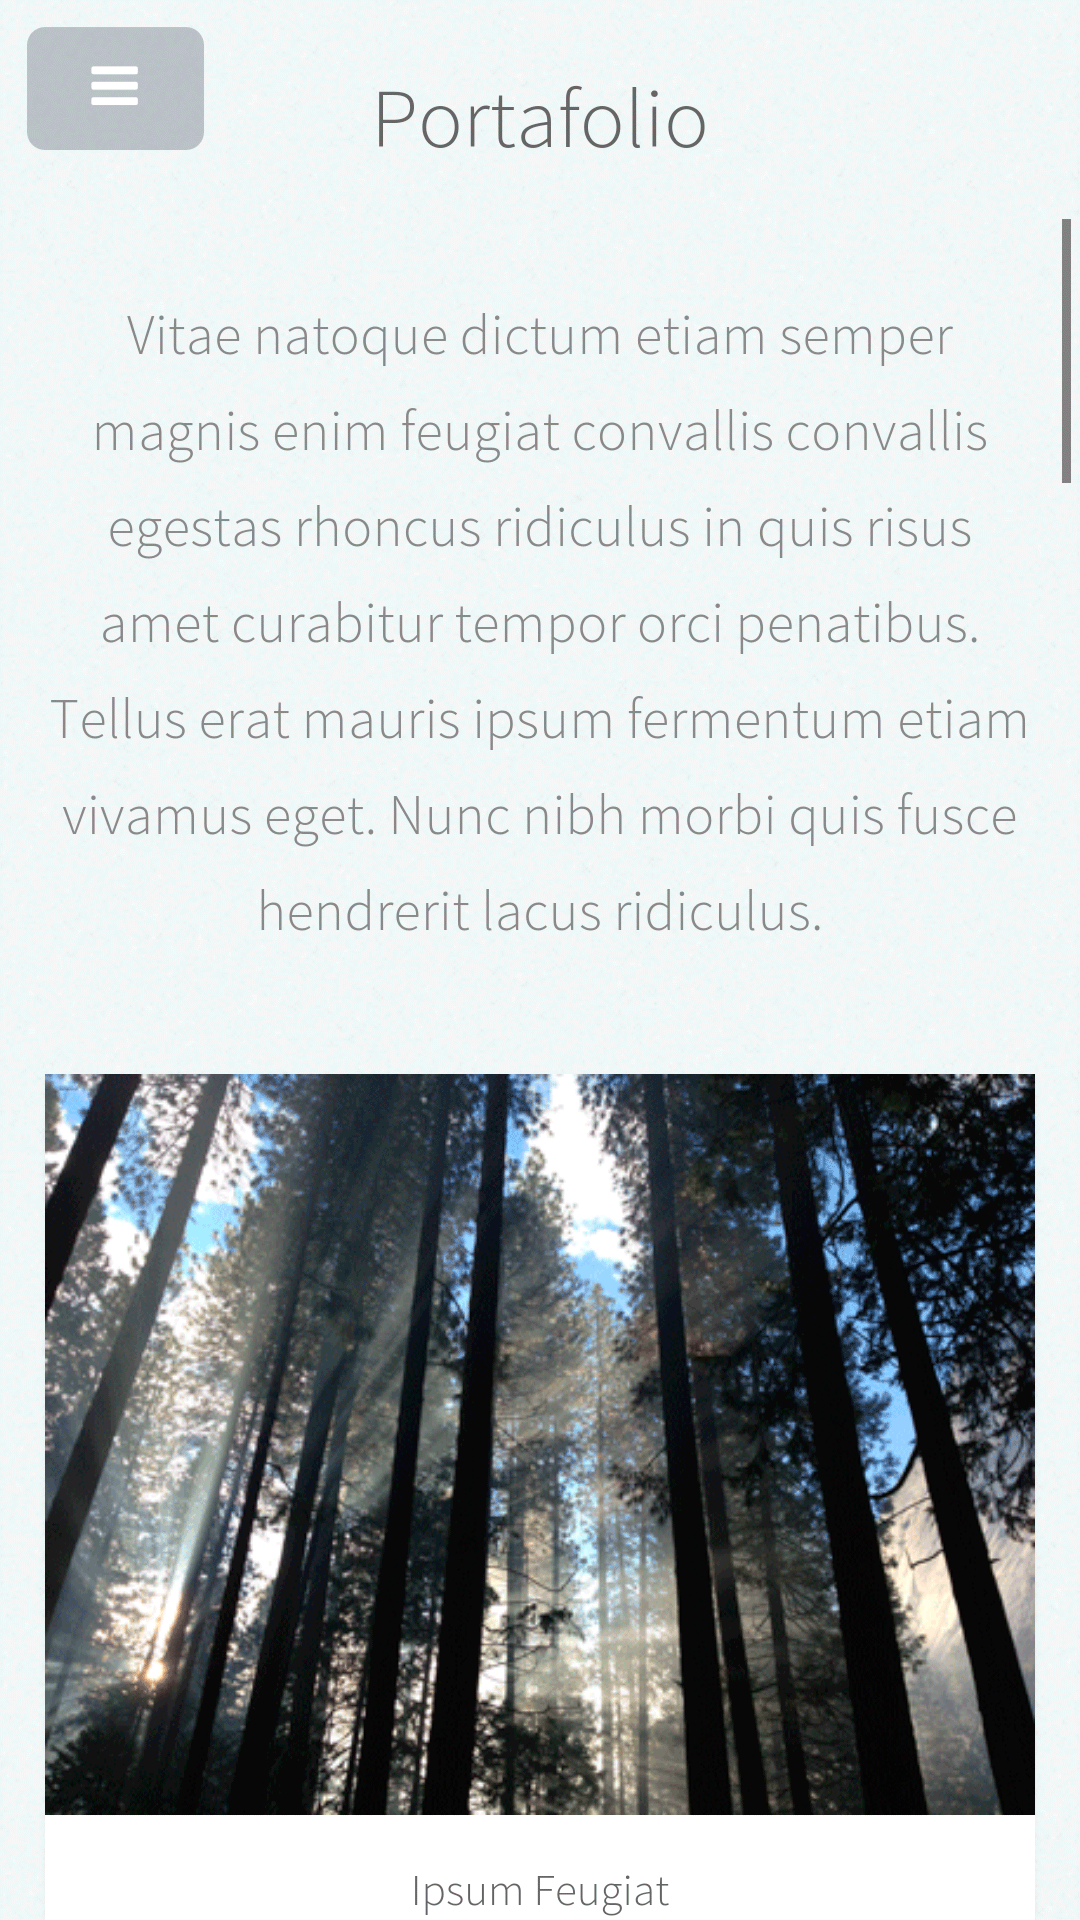 Portafolio
Vitae natoque dictum etiam semper
magnis enim feugiat convallis convallis
egestas rhoncus ridiculus in quis risus
amet curabitur tempor orci penatibus.
Tellus erat mauris ipsum fermentum etiam
vivamus eget. Nunc nibh morbi quis fusce
hendrerit lacus ridiculus.
Ipsum Feugiat